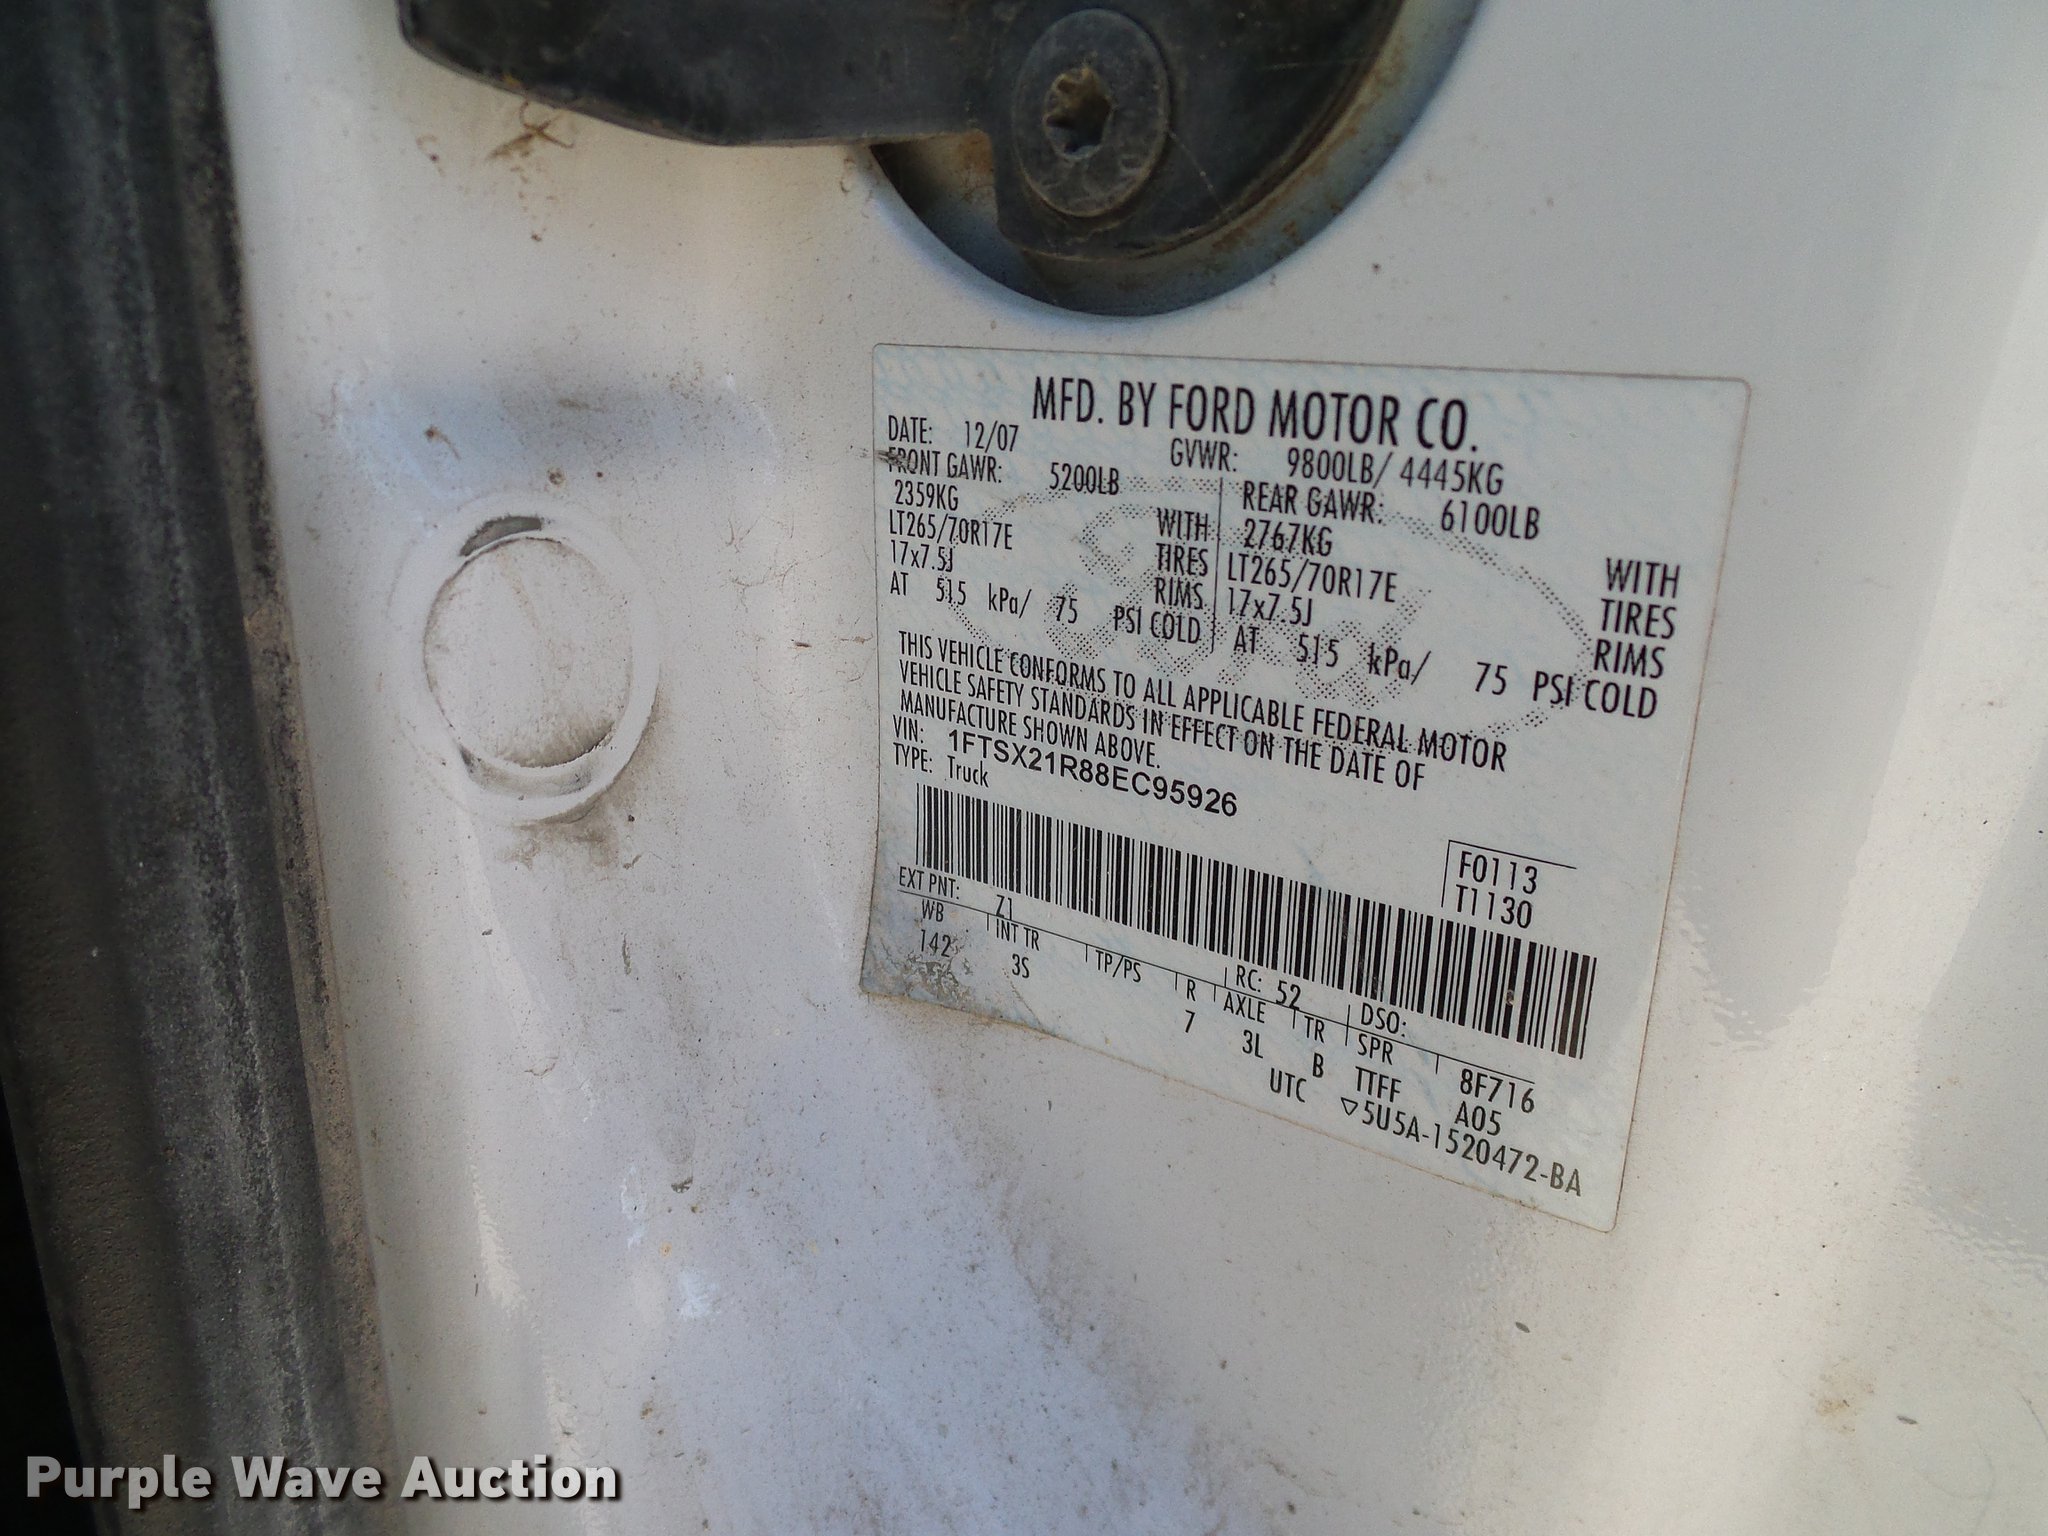 MFD. BY FORD MOTOR CO.
DATE: 12/07 GVWR: 9800LB/ 4445KG
FRONT GAWR: 5200LB REAR GAWR: 6100LB
2359KG WITH 2767KG WITH
LT265/70R17E TIRES LT265/70R17E TIRES
17x7.5J RIMS 17x7.5J RIMS
AT 515 kPa/ 75 PSI COLD AT 515 kPa/ 75 PSI COLD
THIS VEHICLE CONFORMS TO ALL APPLICABLE FEDERAL MOTOR
VEHICLE SAFETY STANDARDS IN EFFECT ON THE DATE OF
MANUFACTURE SHOWN ABOVE.
VIN: 1FTSX21R88EC95926
TYPE: Truck
F0113
T1130
EXT PNT: Z1 RC: 52 DSO:
WB INT TR TP/PS R AXLE TR SPR 8F716
142 3S 7 3L B TTFF A05
UTC ▽5U5A-1520472-BA
Purple Wave Auction